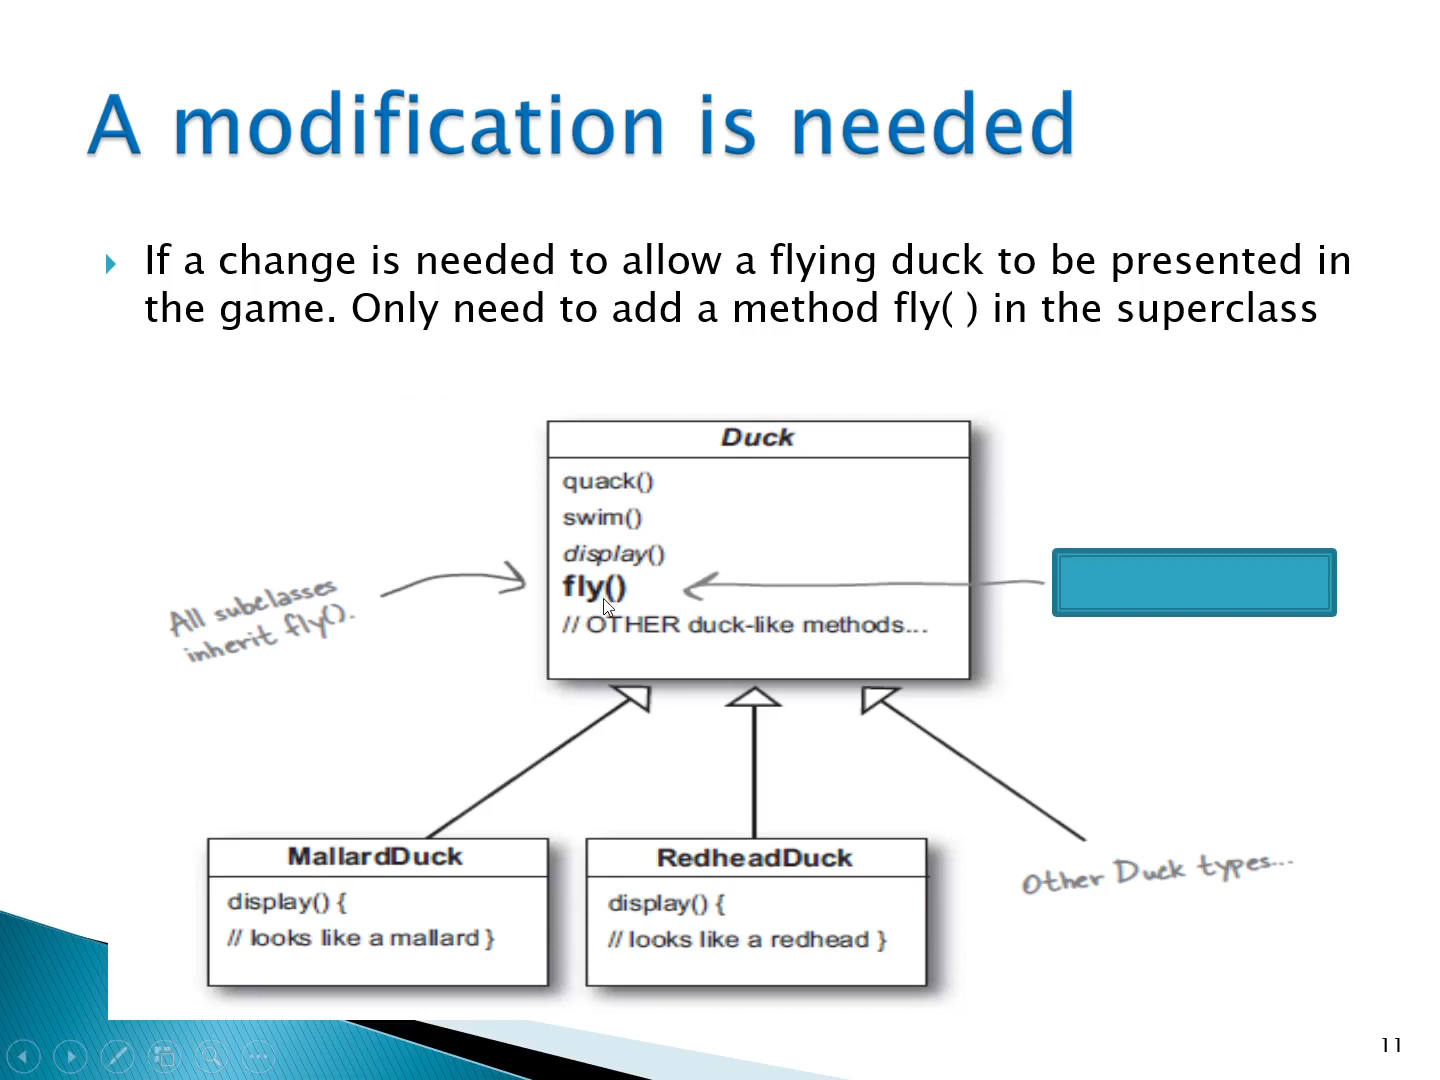 A modification is needed
If a change is needed to allow a flying duck to be presented in
the game. Only need to add a method fly( ) in the superclass
Duck
quack()
swim()
display()
fly()
// OTHER duck-like methods...
All subclasses
inherit fly().
MallardDuck
display() {
// looks like a mallard }
RedheadDuck
display() {
// looks like a redhead }
Other Duck types...
11